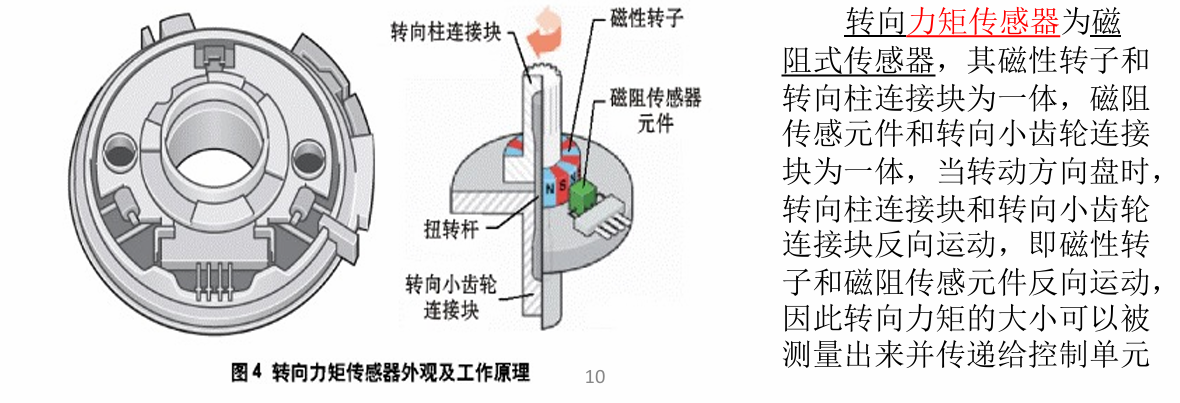 转向柱连接块
磁性转子
磁阻传感器
元件
N
S
扭转杆
转向小齿轮
连接块
图4 转向力矩传感器外观及工作原理
10
转向力矩传感器为磁
阻式传感器，其磁性转子和
转向柱连接块为一体，磁阻
传感元件和转向小齿轮连接
块为一体，当转动方向盘时，
转向柱连接块和转向小齿轮
连接块反向运动，即磁性转
子和磁阻传感元件反向运动，
因此转向力矩的大小可以被
测量出来并传递给控制单元